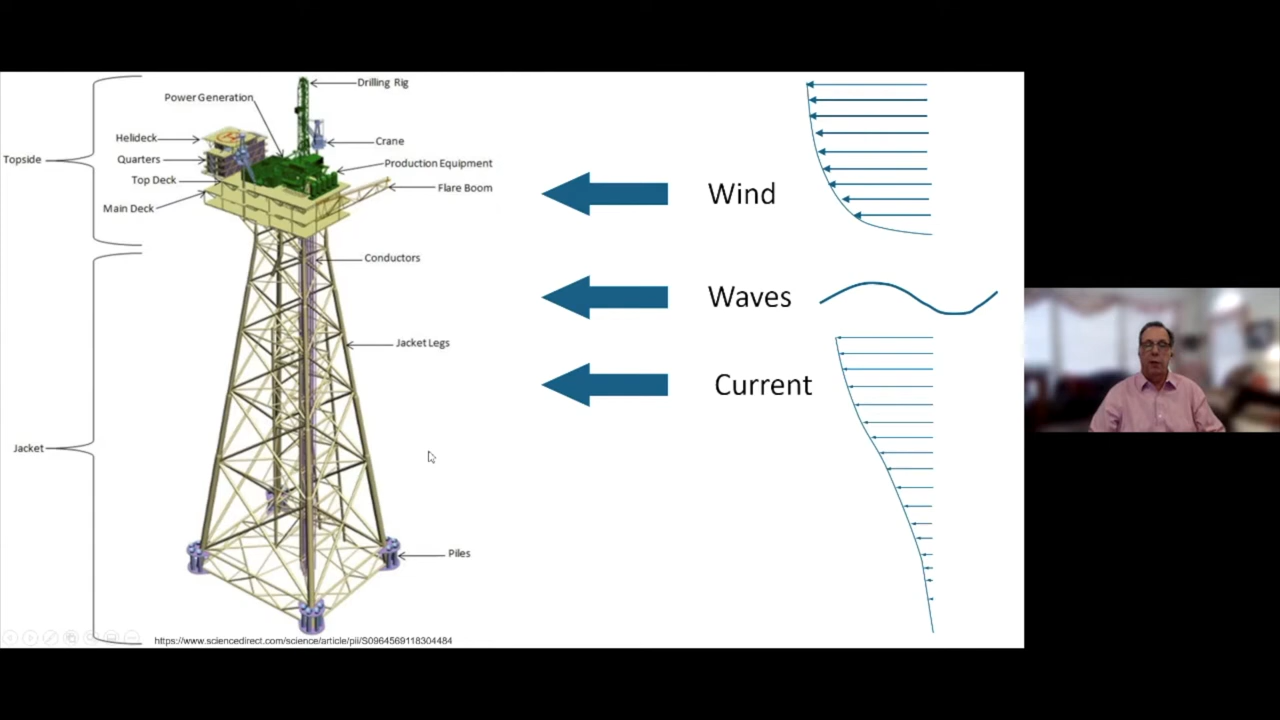 Drilling Rig
Power Generation
Helideck
Crane
Topside
Quarters
Production Equipment
Top Deck
Flare Boom
Main Deck
Wind
Conductors
Waves
Jacket Legs
Current
Jacket
Piles
https://www.sciencedirect.com/science/article/pii/S0964569118304484